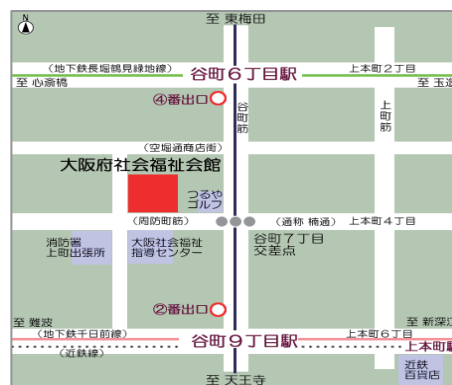 至 東梅田
N
(地下鉄長堀鶴見緑地線)
谷町6丁目駅
上本町2丁目
至 心斎橋
至 玉造
④番出口
谷町筋
上町筋
(空堀通商店街)
大阪府社会福祉会館
つるや
ゴルフ
(周防町筋)
(通称 楠通)
上本町4丁目
消防署
上町出張所
大阪社会福祉
指導センター
谷町7丁目
交差点
②番出口
至 難波
至 新深江
(地下鉄千日前線)
谷町9丁目駅
上本町6丁目
(近鉄線)
上本町駅
近鉄
百貨店
至 天王寺